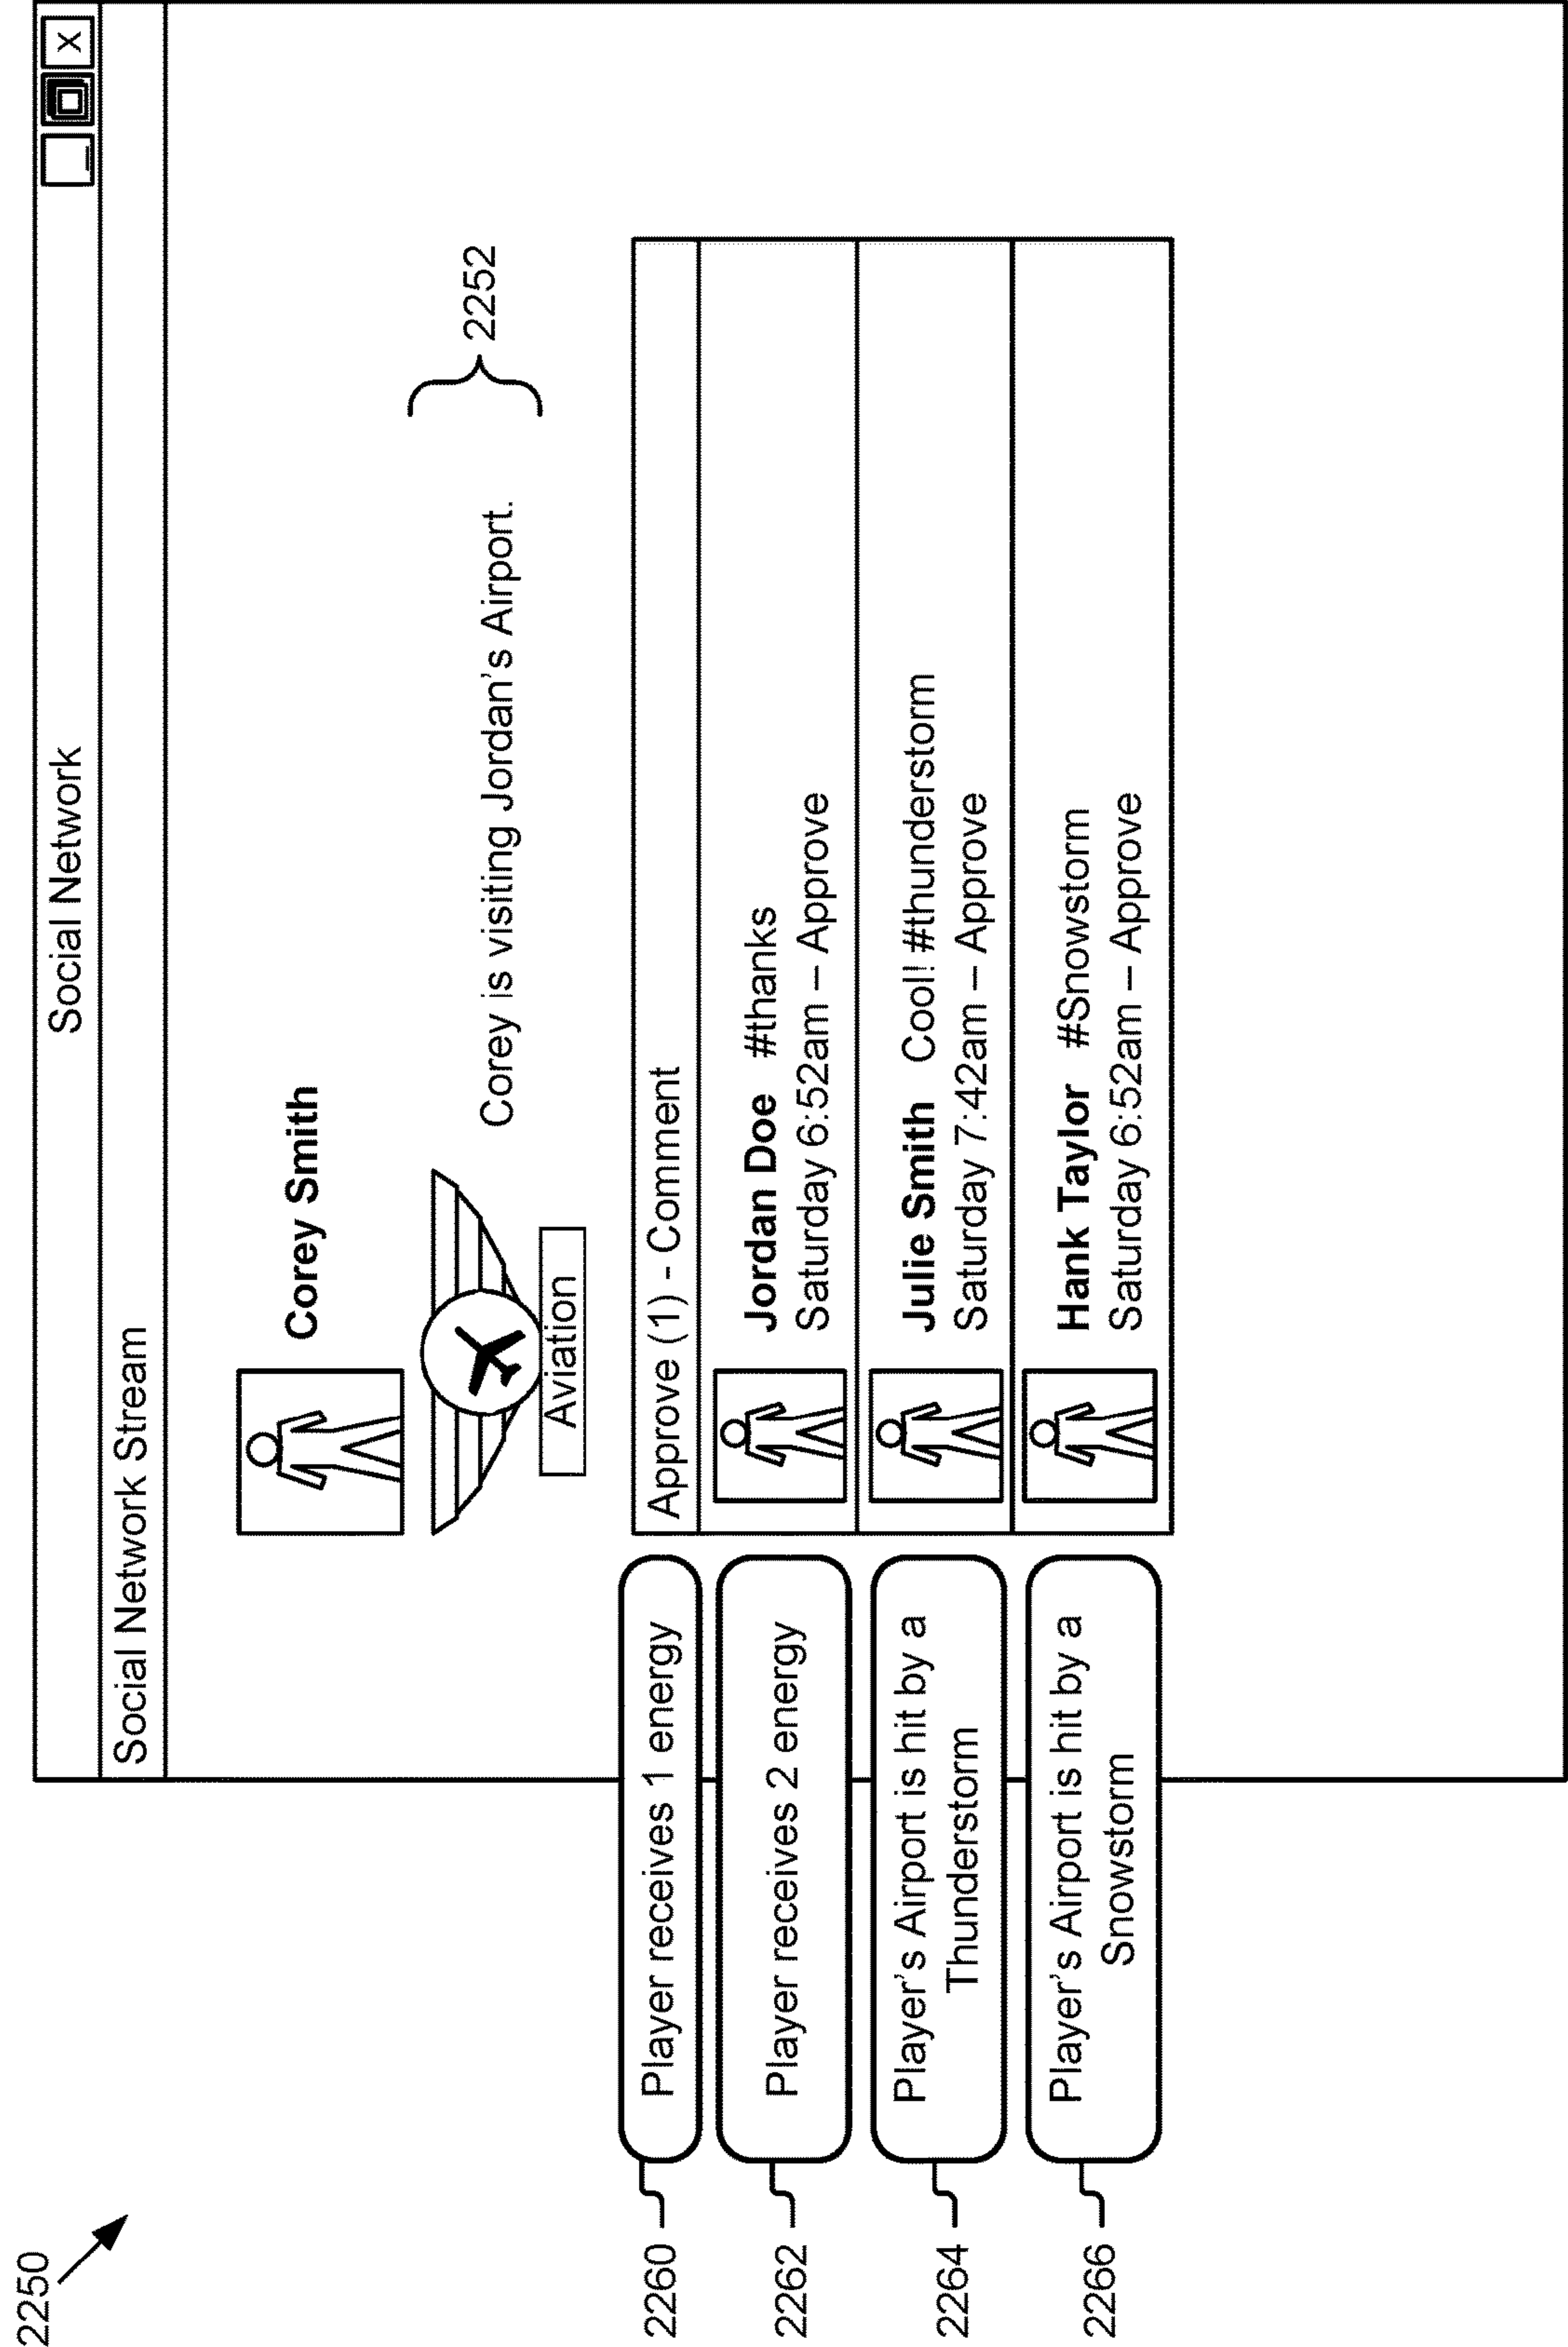 2250
Social Network
_ X
Social Network Stream
Corey Smith
Aviation
Corey is visiting Jordan's Airport.
2252
2260
Player receives 1 energy
Approve (1) - Comment
2262
Player receives 2 energy
Jordan Doe #thanks
Saturday 6:52am – Approve
2264
Player's Airport is hit by a
Thunderstorm
Julie Smith Cool! #thunderstorm
Saturday 7:42am – Approve
2266
Player's Airport is hit by a
Snowstorm
Hank Taylor #Snowstorm
Saturday 6:52am – Approve